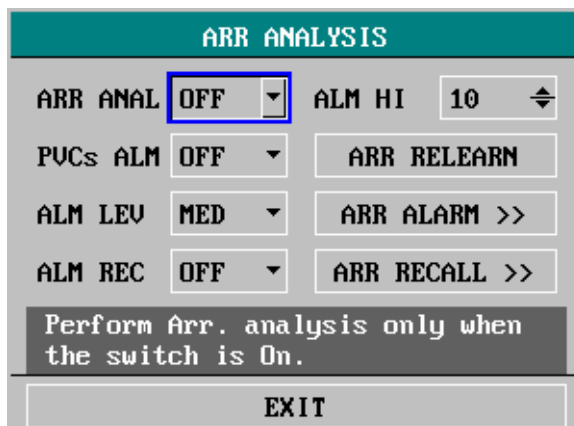 ARR ANALYSIS
ARR ANAL OFF ALM HI 10
PVCs ALM OFF ARR RELEARN
ALM LEV MED ARR ALARM >>
ALM REC OFF ARR RECALL >>
Perform Arr. analysis only when
the switch is On.
EXIT